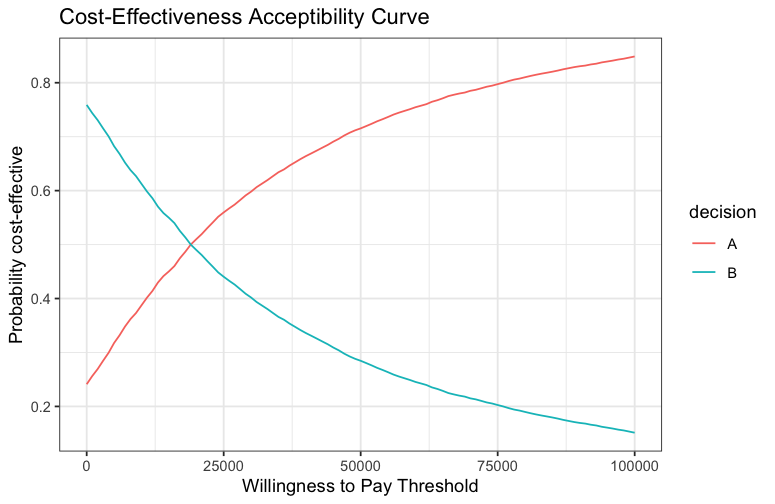 Cost-Effectiveness Acceptibility Curve
Probability cost-effective
0.8
0.6
0.4
0.2
0 25000 50000 75000 100000
Willingness to Pay Threshold
decision
A
B